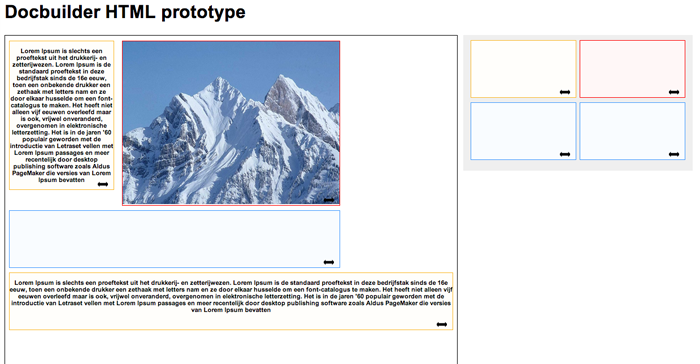 Docbuilder HTML prototype
Lorem Ipsum is slechts een
proeftekst uit het drukkerij- en
zetterijwezen. Lorem Ipsum is de
standaard proeftekst in deze
bedrijfstak sinds de 16e eeuw,
toen een onbekende drukker een
zethaak met letters nam en ze
door elkaar husselde om een font-
catalogus te maken. Het heeft niet
alleen vijf eeuwen overleefd maar
is ook, vrijwel onveranderd,
overgenomen in elektronische
letterzetting. Het is in de jaren '60
populair geworden met de
introductie van Letraset vellen met
Lorem Ipsum passages en meer
recentelijk door desktop
publishing software zoals Aldus
PageMaker die versies van Lorem
Ipsum bevatten
Lorem Ipsum is slechts een proeftekst uit het drukkerij- en zetterijwezen. Lorem Ipsum is de standaard proeftekst in deze bedrijfstak sinds de 16e
eeuw, toen een onbekende drukker een zethaak met letters nam en ze door elkaar husselde om een font-catalogus te maken. Het heeft niet alleen vijf
eeuwen overleefd maar is ook, vrijwel onveranderd, overgenomen in elektronische letterzetting. Het is in de jaren '60 populair geworden met de
introductie van Letraset vellen met Lorem Ipsum passages en meer recentelijk door desktop publishing software zoals Aldus PageMaker die versies
van Lorem Ipsum bevatten